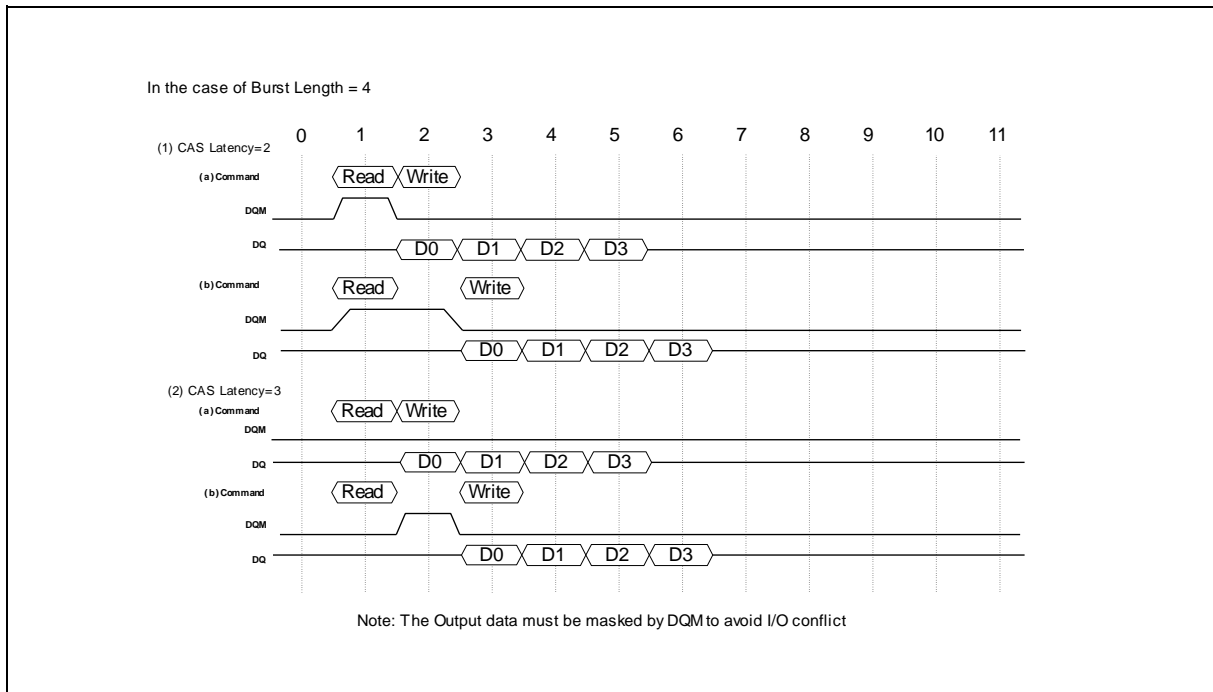 In the case of Burst Length = 4
0 1 2 3 4 5 6 7 8 9 10 11
(1) CAS Latency=2
(a) Command Read Write
DQM
DQ D0 D1 D2 D3
(b) Command Read Write
DQM
DQ D0 D1 D2 D3
(2) CAS Latency=3
(a) Command Read Write
DQM
DQ D0 D1 D2 D3
(b) Command Read Write
DQM
DQ D0 D1 D2 D3
Note: The Output data must be masked by DQM to avoid I/O conflict